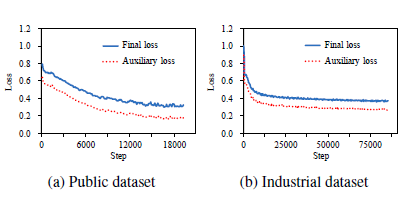 1.2
1.0
0.8
0.6
0.4
0.2
0.0
Loss
Final loss
Auxiliary loss
0 6000 12000 18000
Step
(a) Public dataset
1.2
1.0
0.8
0.6
0.4
0.2
0.0
Loss
Final loss
Auxiliary loss
0 25000 50000 75000
Step
(b) Industrial dataset